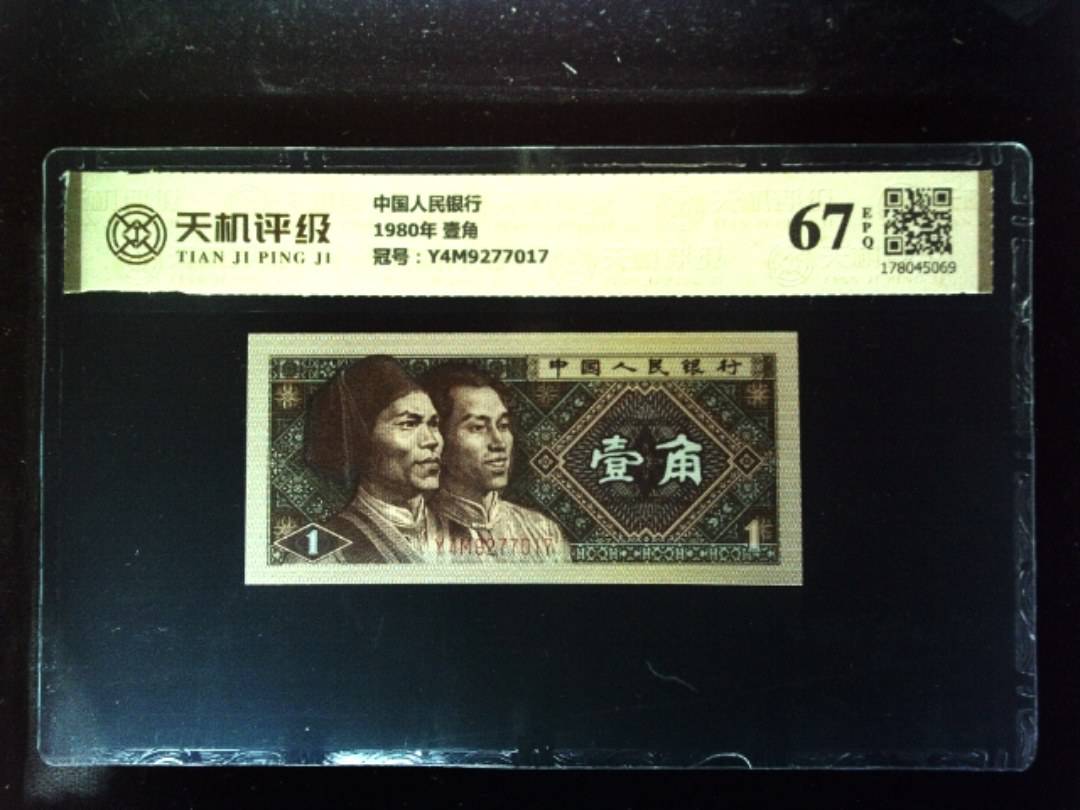 天机评级
TIAN JI PING JI
中国人民银行
1980年 壹角
冠号：Y4M9277017
67
EPQ
178045069
中国人民银行
壹角
1
Y4M9277017
1